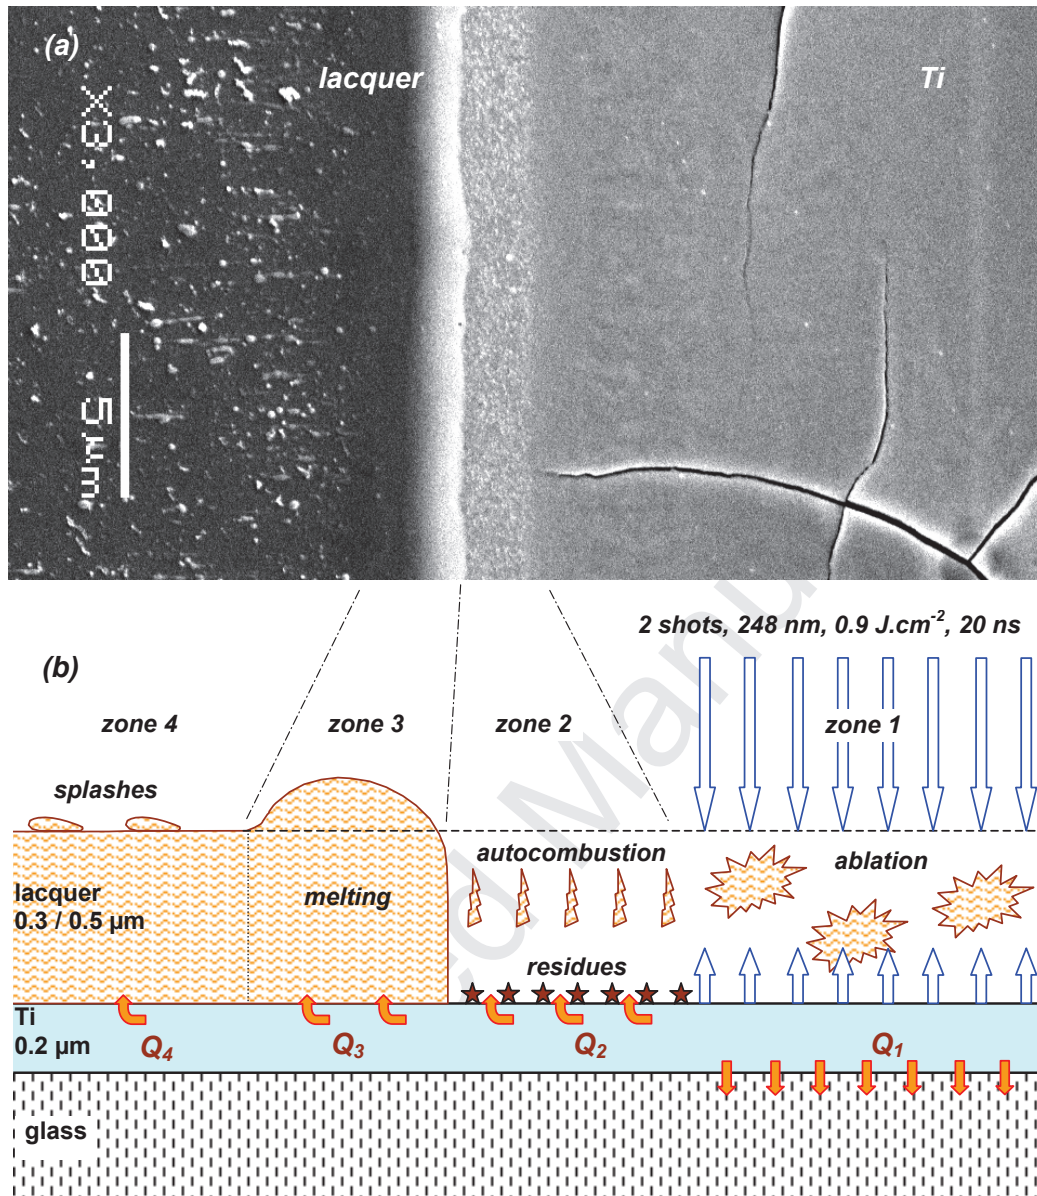 (a)
lacquer
Ti
X3,000
5µm
2 shots, 248 nm, 0.9 J.cm⁻², 20 ns
(b)
zone 4
zone 3
zone 2
zone 1
splashes
autocombustion
ablation
lacquer
0.3 / 0.5 µm
melting
residues
Ti
0.2 µm
Q₄
Q₃
Q₂
Q₁
glass